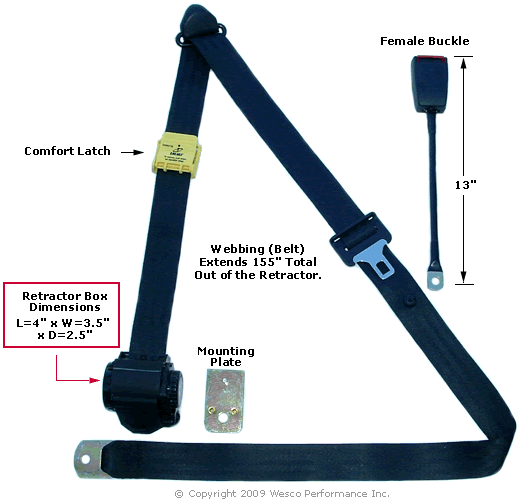 Female Buckle
Comfort Latch
13"
Webbing (Belt)
Extends 155" Total
Out of the Retractor.
Retractor Box
Dimensions
L=4" x W=3.5"
x D=2.5"
Mounting
Plate
© Copyright 2009 Wesco Performance Inc.